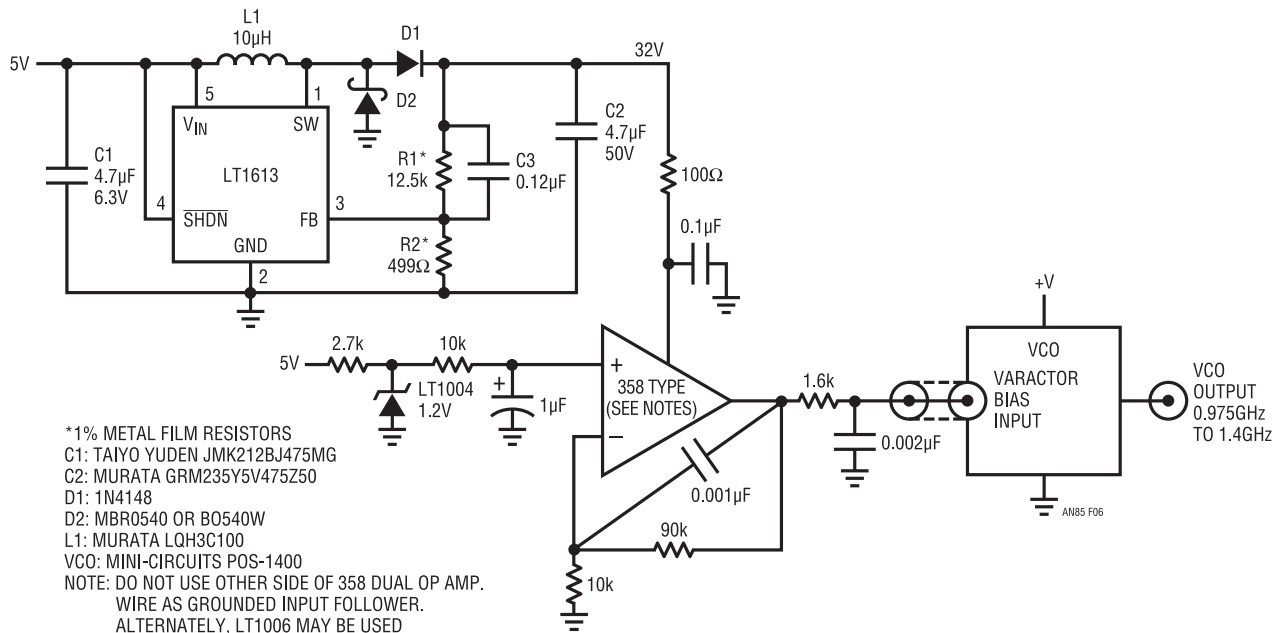 L1
10µH
D1
32V
5V
5
1
D2
C2
4.7µF
50V
VIN
SW
C1
4.7µF
6.3V
LT1613
R1*
12.5k
C3
0.12µF
100Ω
4
3
SHDN
FB
GND
R2*
499Ω
0.1µF
2
+V
2.7k
10k
5V
VCO
1.6k
LT1004
1.2V
+
1µF
+
358 TYPE
(SEE NOTES)
–
VARACTOR
BIAS
INPUT
VCO
OUTPUT
0.975GHz
TO 1.4GHz
0.002µF
0.001µF
AN85 F06
90k
10k
*1% METAL FILM RESISTORS
C1: TAIYO YUDEN JMK212BJ475MG
C2: MURATA GRM235Y5V475Z50
D1: 1N4148
D2: MBR0540 OR BO540W
L1: MURATA LQH3C100
VCO: MINI-CIRCUITS POS-1400
NOTE: DO NOT USE OTHER SIDE OF 358 DUAL OP AMP.
WIRE AS GROUNDED INPUT FOLLOWER.
ALTERNATELY, LT1006 MAY BE USED